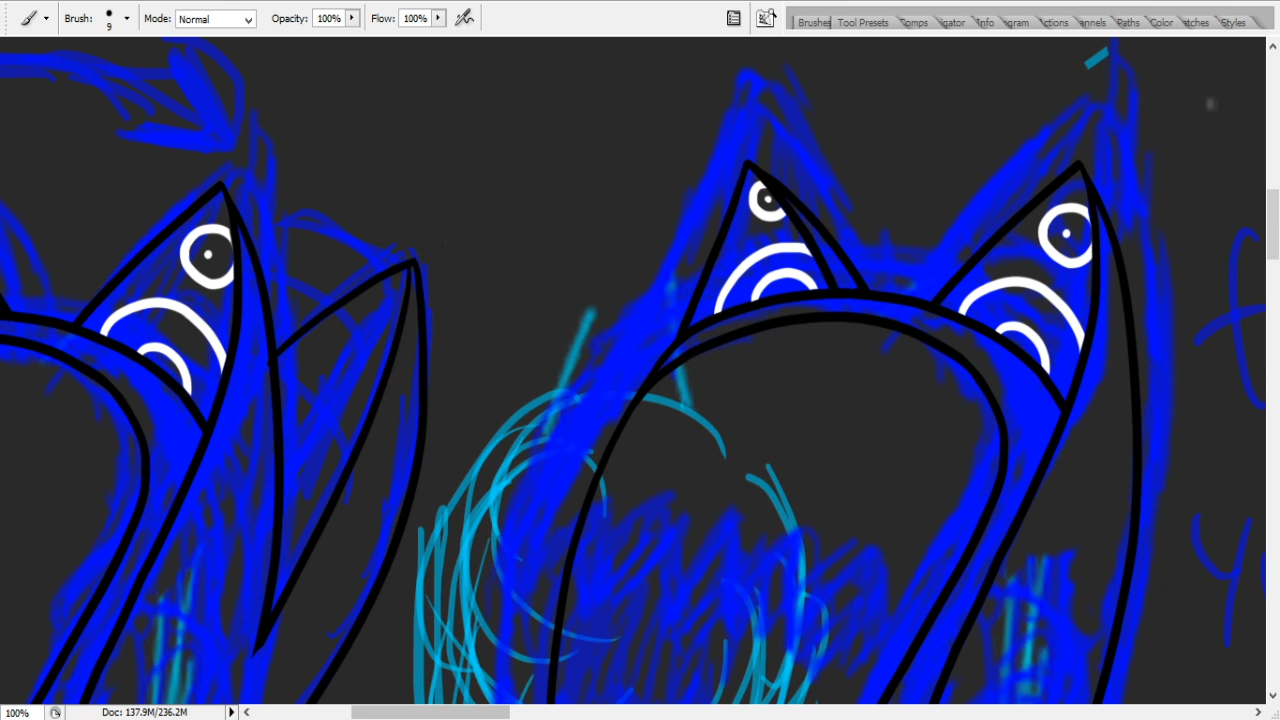 Brush: 9 Mode: Normal Opacity: 100% Flow: 100%
Brushes Tool Presets Comps igator Info gram ctions annels Paths Color atches Styles
100% Doc: 137.9M/236.2M